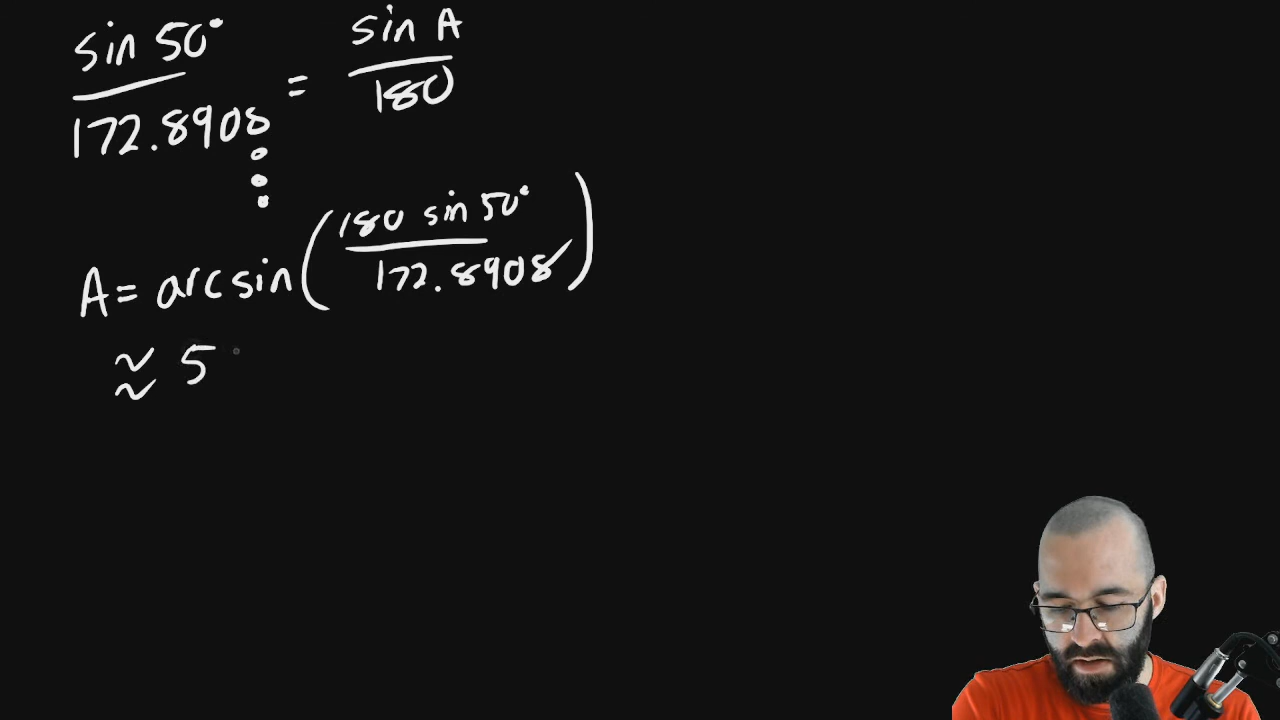 sin 50° / 172.8908 = sin A / 180
A = arcsin(180 sin 50° / 172.8908)
≈ 5